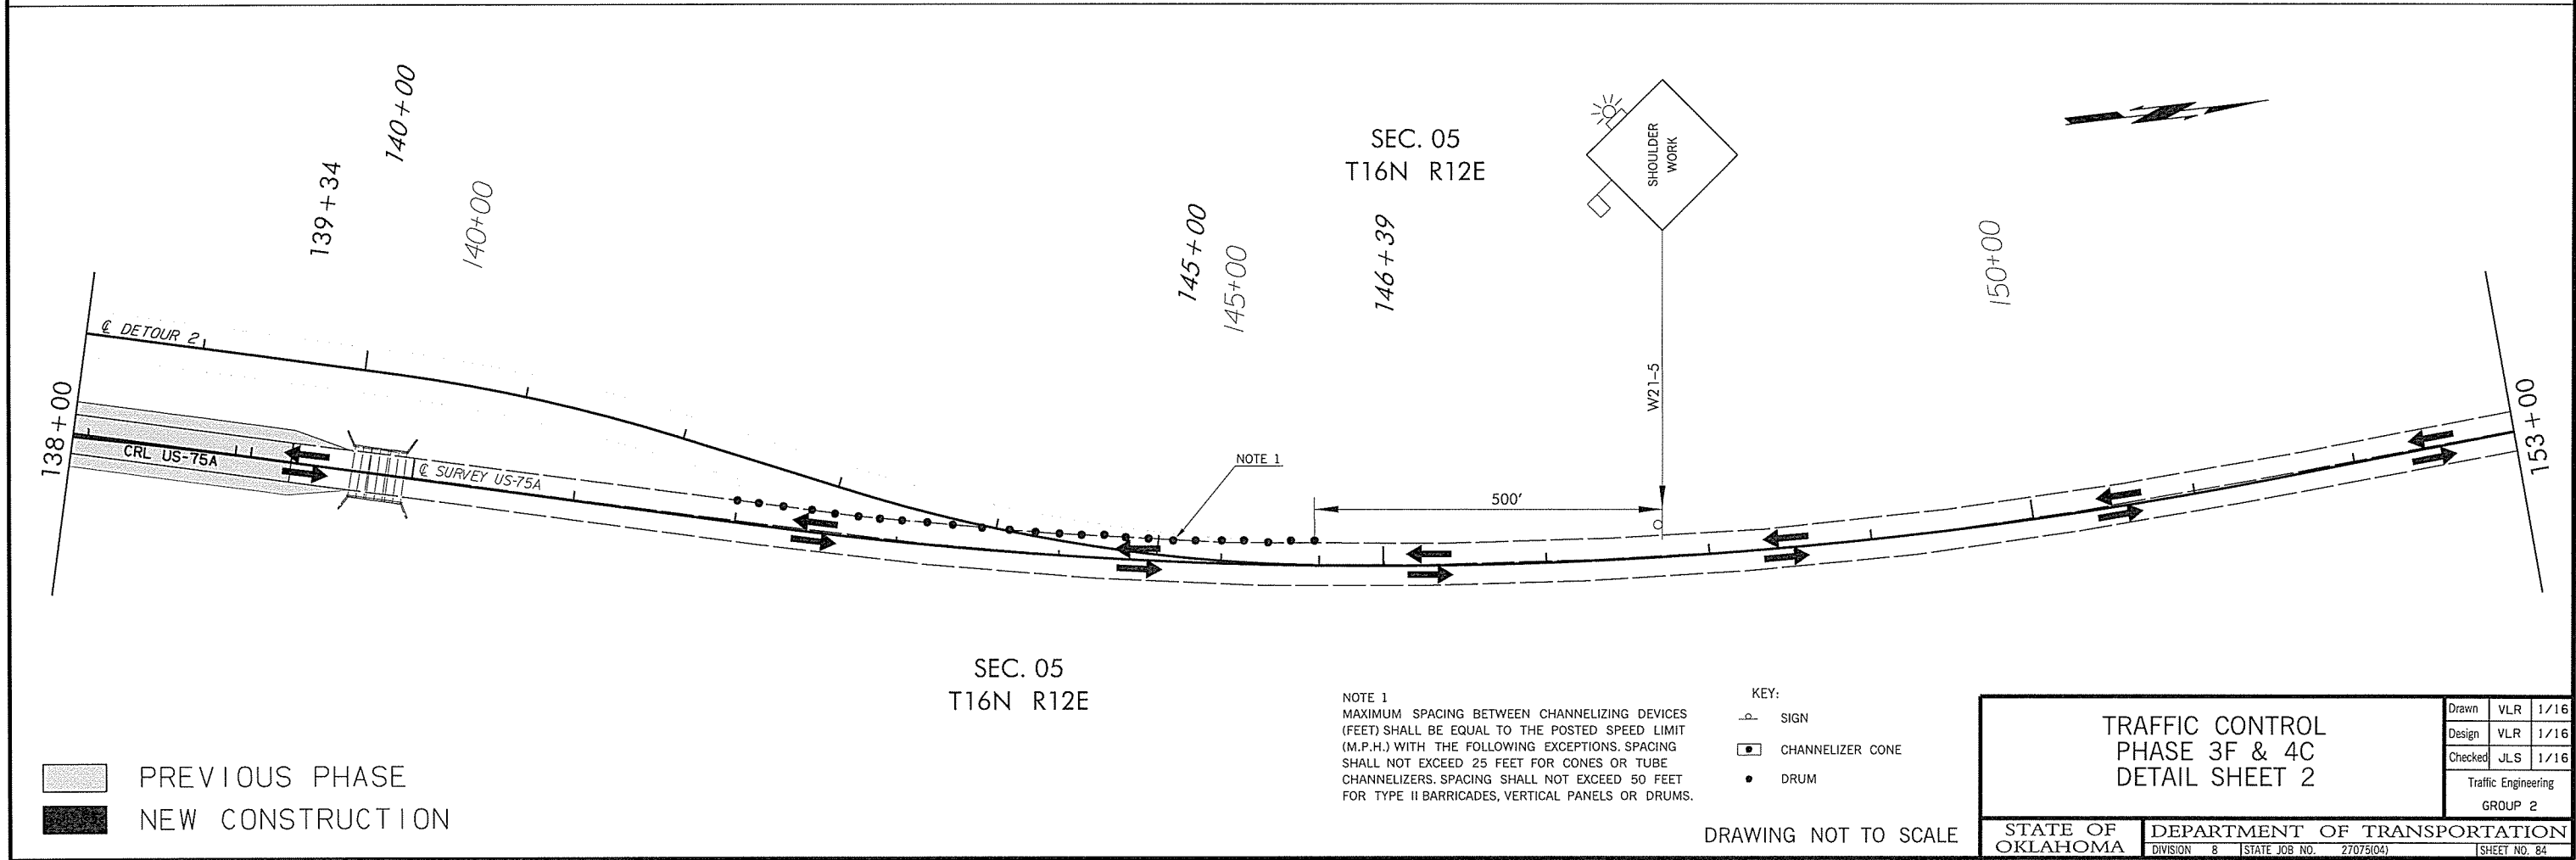 140+00
139+34
140+00
SEC. 05
T16N R12E
SHOULDER
WORK
145+00
145+00
146+39
150+00
℄ DETOUR 2
W21-5
138+00
CRL US-75A
℄ SURVEY US-75A
NOTE 1
500'
153+00
SEC. 05
T16N R12E
PREVIOUS PHASE
NEW CONSTRUCTION
NOTE 1
MAXIMUM SPACING BETWEEN CHANNELIZING DEVICES
(FEET) SHALL BE EQUAL TO THE POSTED SPEED LIMIT
(M.P.H.) WITH THE FOLLOWING EXCEPTIONS. SPACING
SHALL NOT EXCEED 25 FEET FOR CONES OR TUBE
CHANNELIZERS. SPACING SHALL NOT EXCEED 50 FEET
FOR TYPE II BARRICADES, VERTICAL PANELS OR DRUMS.
KEY:
SIGN
CHANNELIZER CONE
DRUM
DRAWING NOT TO SCALE
TRAFFIC CONTROL
PHASE 3F & 4C
DETAIL SHEET 2
Drawn VLR 1/16
Design VLR 1/16
Checked JLS 1/16
Traffic Engineering
GROUP 2
STATE OF
OKLAHOMA
DEPARTMENT OF TRANSPORTATION
DIVISION 8 STATE JOB NO. 27075(04) SHEET NO. 84